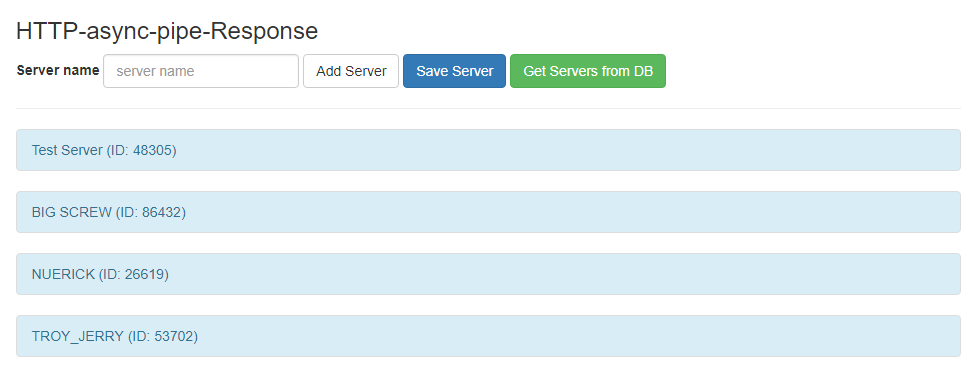 HTTP-async-pipe-Response
Server name server name Add Server Save Server Get Servers from DB
Test Server (ID: 48305)
BIG SCREW (ID: 86432)
NUERICK (ID: 26619)
TROY_JERRY (ID: 53702)